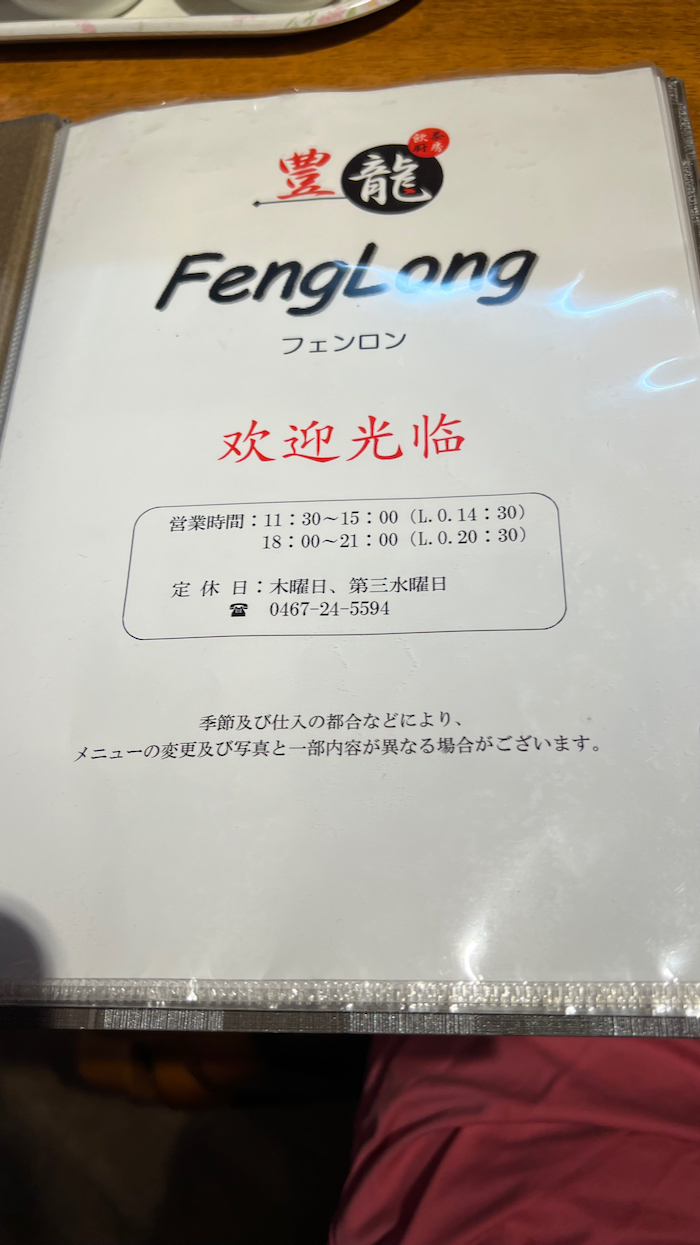 豊龍
FengLong
フェンロン
欢迎光临
営業時間：11：30～15：00（L.O.14：30）
18：00～21：00（L.O.20：30）
定 休 日：木曜日、第三水曜日
☎ 0467-24-5594
季節及び仕入の都合などにより、
メニューの変更及び写真と一部内容が異なる場合がございます。